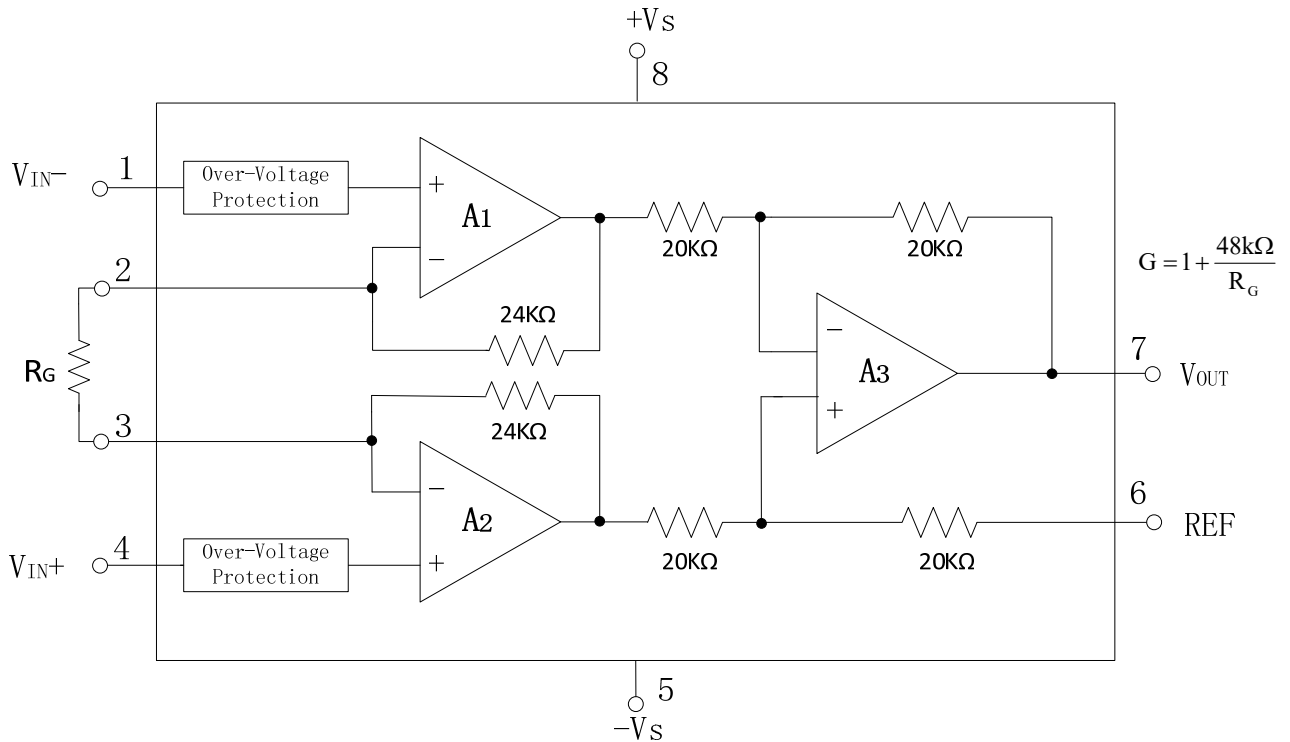 +VS
8
VIN−
1
Over-Voltage
Protection
+
A1
−
20KΩ
20KΩ
G = 1 + 48kΩ / RG
2
24KΩ
RG
−
A3
+
7
VOUT
3
24KΩ
−
A2
+
20KΩ
20KΩ
6
REF
VIN+
4
Over-Voltage
Protection
5
−VS